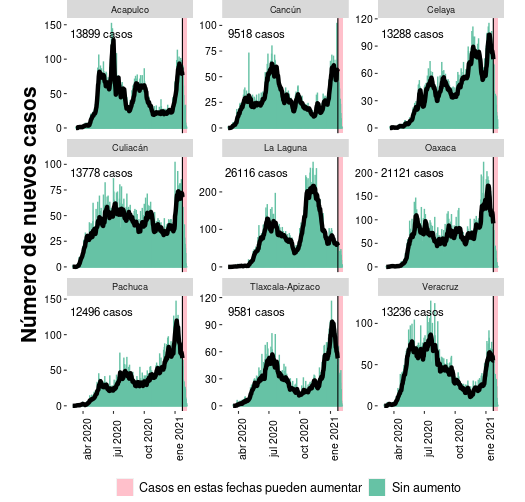 Acapulco Cancún Celaya
150 100 120
13899 casos 9518 casos 13288 casos
100 75 90
50 60
50 25 30
0 0 0
Culiacán La Laguna Oaxaca
100
13778 casos 26116 casos 21121 casos
75 200 200
150
50 100 100
25 50
0 0 0
Pachuca Tlaxcala-Apizaco Veracruz
150 120
12496 casos 9581 casos 13236 casos
100 90 100
60
50 30 50
0 0 0
abr 2020 jul 2020 oct 2020 ene 2021 abr 2020 jul 2020 oct 2020 ene 2021 abr 2020 jul 2020 oct 2020 ene 2021
Número de nuevos casos
Casos en estas fechas pueden aumentar Sin aumento